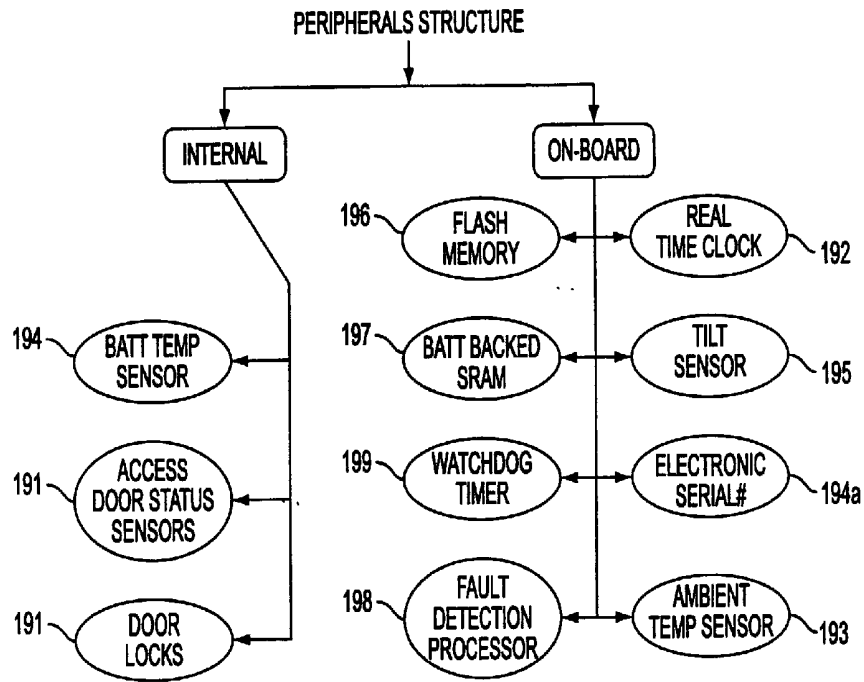 PERIPHERALS STRUCTURE
INTERNAL
ON-BOARD
196
FLASH
MEMORY
REAL
TIME CLOCK
192
194
BATT TEMP
SENSOR
197
BATT BACKED
SRAM
TILT
SENSOR
195
191
ACCESS
DOOR STATUS
SENSORS
199
WATCHDOG
TIMER
ELECTRONIC
SERIAL#
194a
191
DOOR
LOCKS
198
FAULT
DETECTION
PROCESSOR
AMBIENT
TEMP SENSOR
193